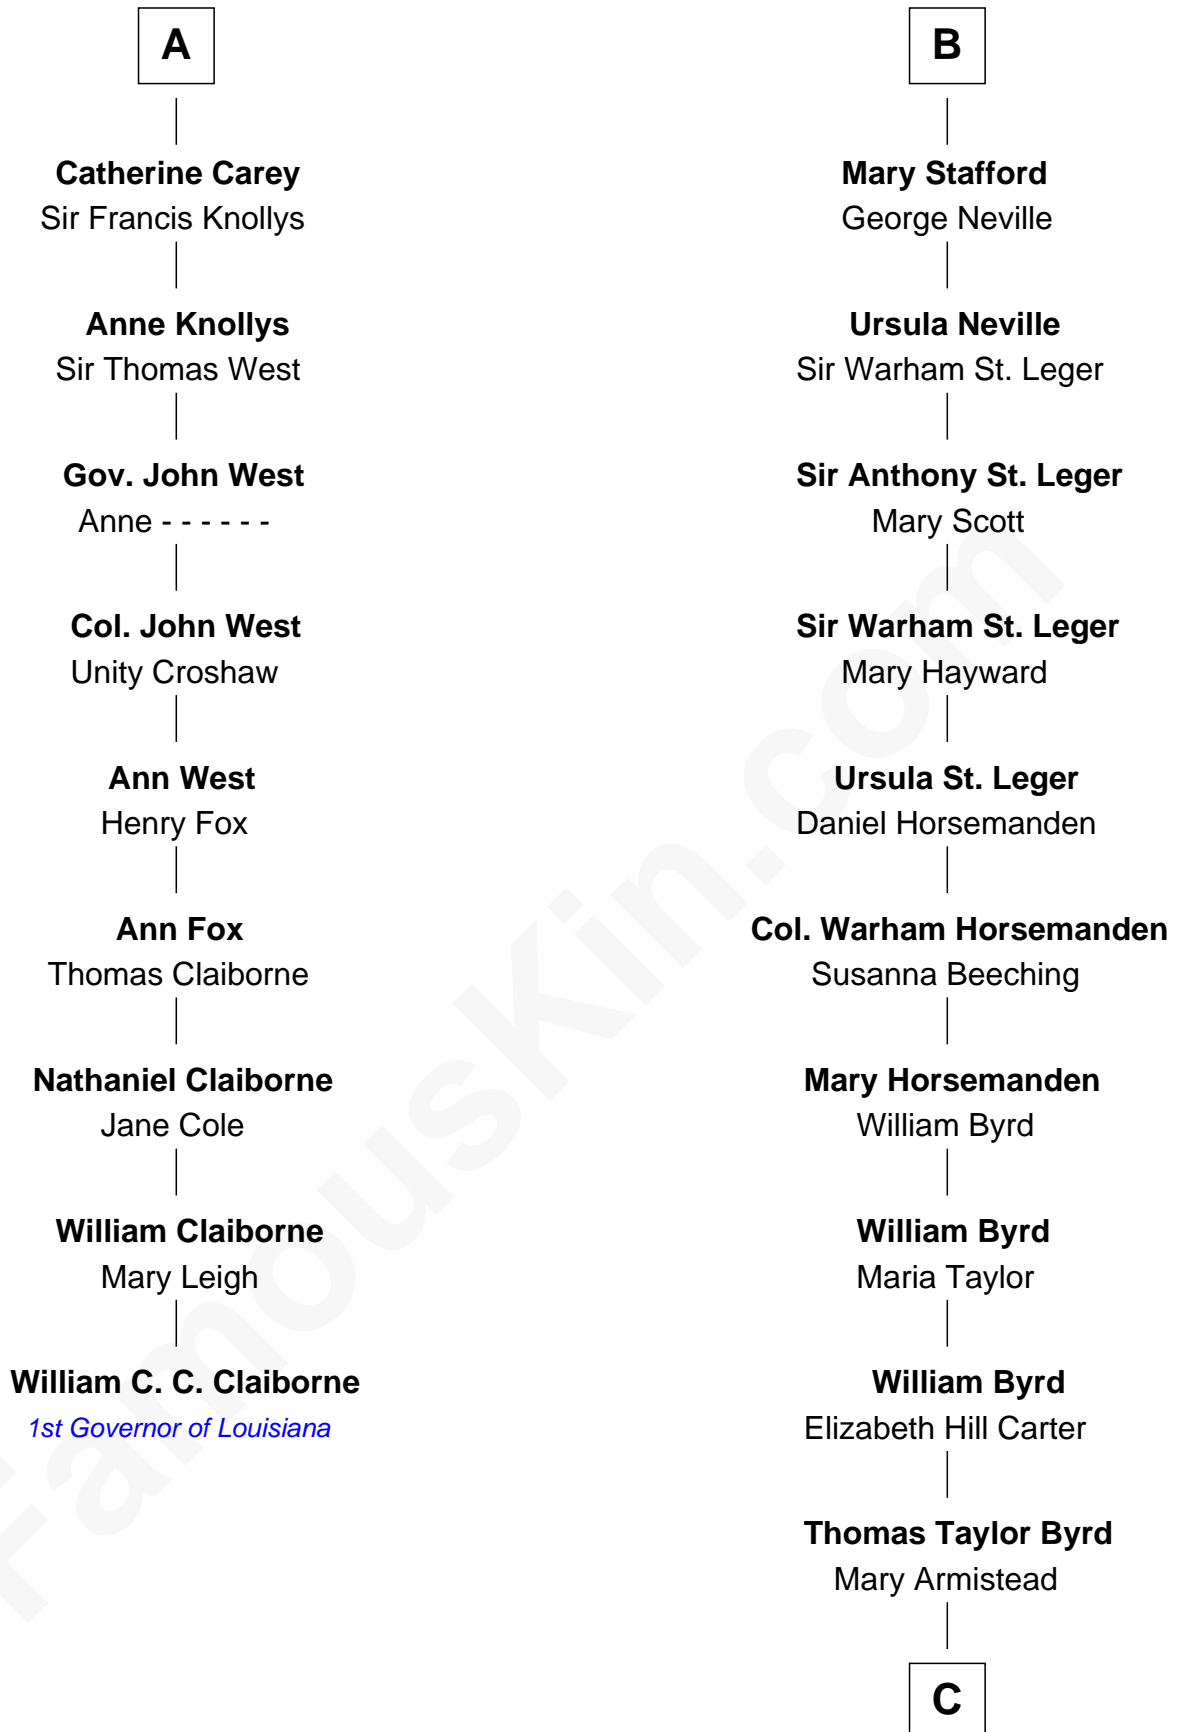 A
Catherine Carey
Sir Francis Knollys
Anne Knollys
Sir Thomas West
Gov. John West
Anne - - - - - -
Col. John West
Unity Croshaw
Ann West
Henry Fox
Ann Fox
Thomas Claiborne
Nathaniel Claiborne
Jane Cole
William Claiborne
Mary Leigh
William C. C. Claiborne
1st Governor of Louisiana
B
Mary Stafford
George Neville
Ursula Neville
Sir Warham St. Leger
Sir Anthony St. Leger
Mary Scott
Sir Warham St. Leger
Mary Hayward
Ursula St. Leger
Daniel Horsemanden
Col. Warham Horsemanden
Susanna Beeching
Mary Horsemanden
William Byrd
William Byrd
Maria Taylor
William Byrd
Elizabeth Hill Carter
Thomas Taylor Byrd
Mary Armistead
C
FamousKin.com